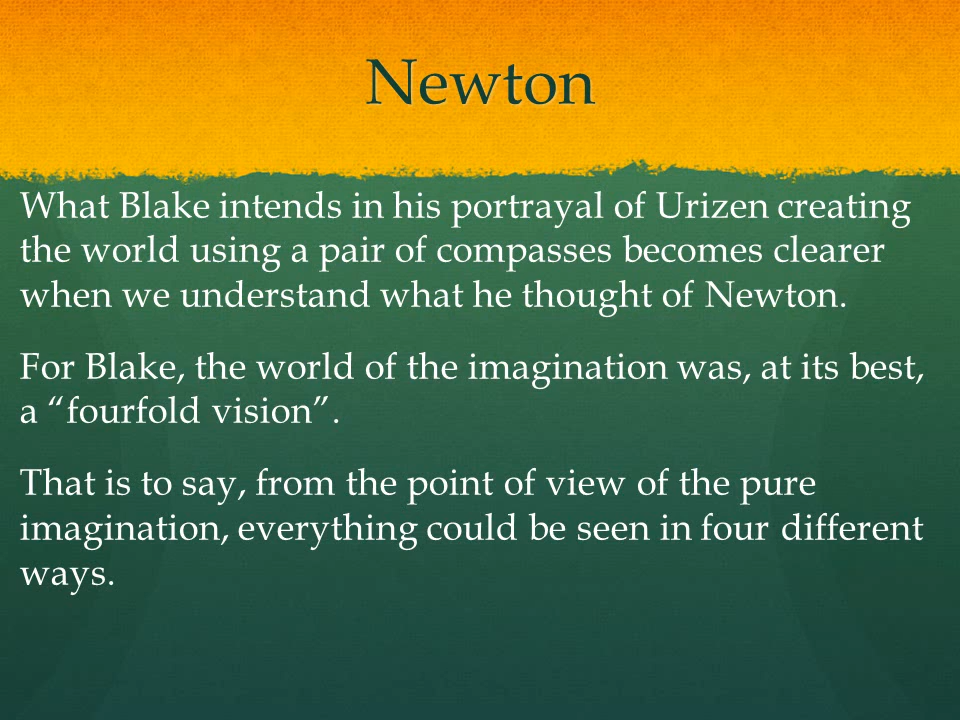 Newton
What Blake intends in his portrayal of Urizen creating
the world using a pair of compasses becomes clearer
when we understand what he thought of Newton.
For Blake, the world of the imagination was, at its best,
a “fourfold vision”.
That is to say, from the point of view of the pure
imagination, everything could be seen in four different
ways.